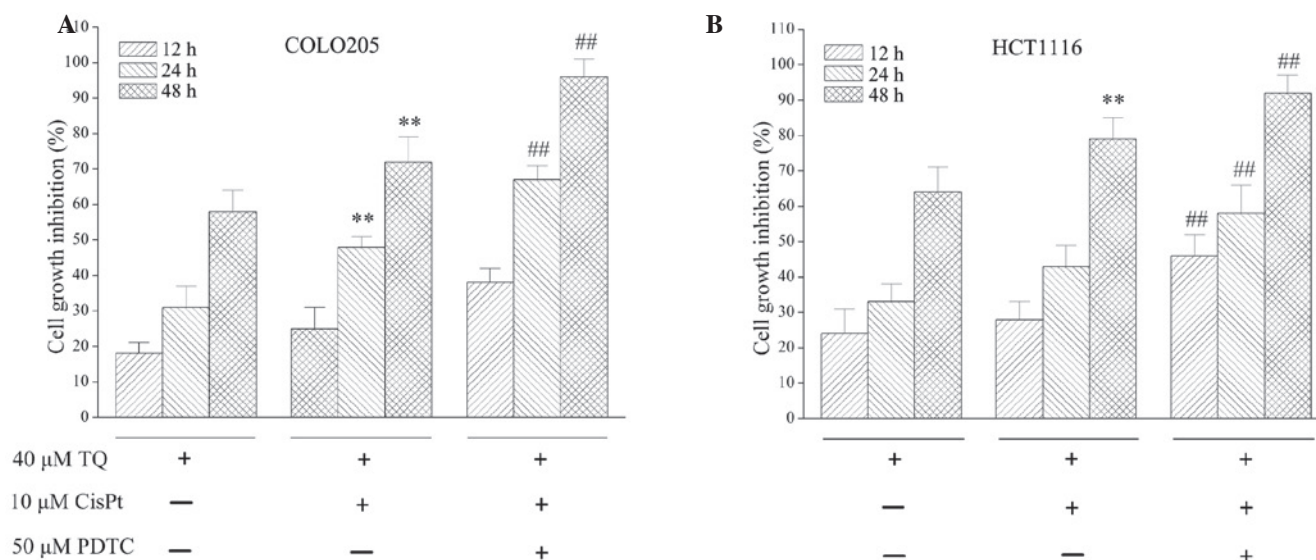 A
COLO205
12 h
24 h
48 h
Cell growth inhibition (%)
110
100
90
80
70
60
50
40
30
20
10
0
**
**
##
##
40 μM TQ + + +
10 μM CisPt — + +
50 μM PDTC — — +
B
HCT1116
12 h
24 h
48 h
Cell growth inhibition (%)
110
100
90
80
70
60
50
40
30
20
10
0
**
##
##
##
+ + +
— + +
— — +